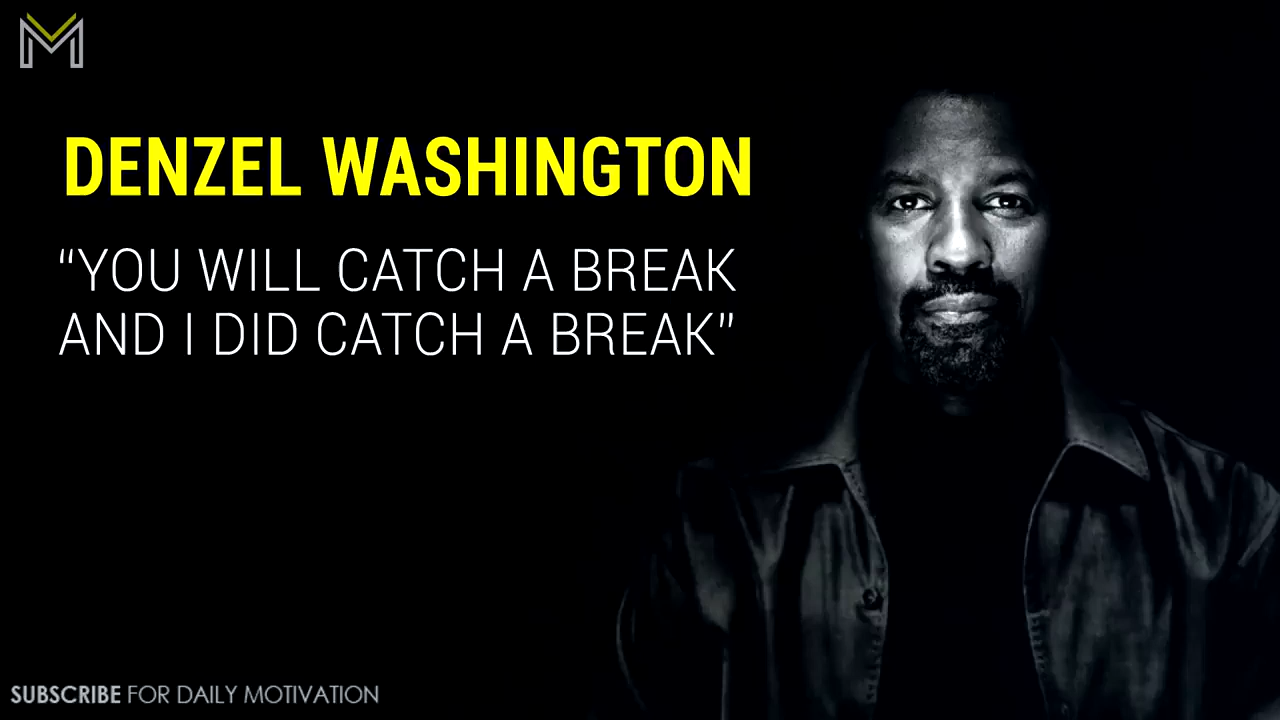 DENZEL WASHINGTON
“YOU WILL CATCH A BREAK
AND I DID CATCH A BREAK”
SUBSCRIBE FOR DAILY MOTIVATION